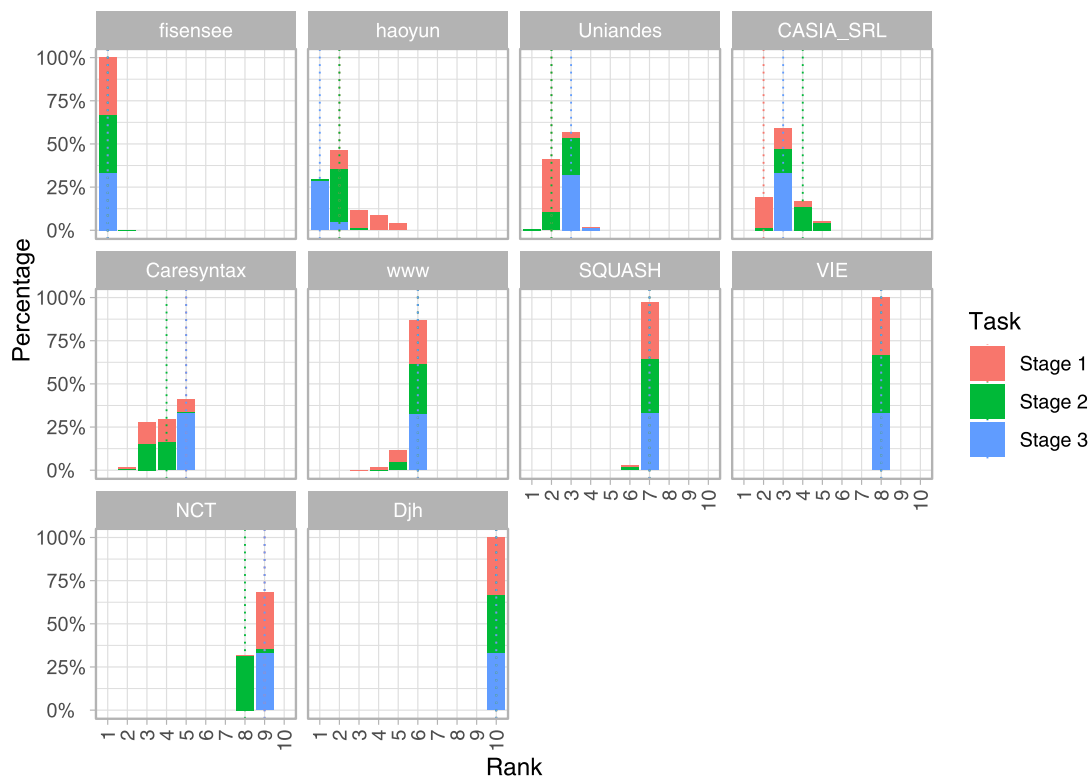 fisensee haoyun Uniandes CASIA_SRL
100%
75%
50%
25%
0%
Caresyntax www SQUASH VIE
100%
75%
50%
25%
0%
1 2 3 4 5 6 7 8 9 10 1 2 3 4 5 6 7 8 9 10
NCT Djh
100%
75%
50%
25%
0%
1 2 3 4 5 6 7 8 9 10 1 2 3 4 5 6 7 8 9 10
Percentage
Rank
Task
Stage 1
Stage 2
Stage 3